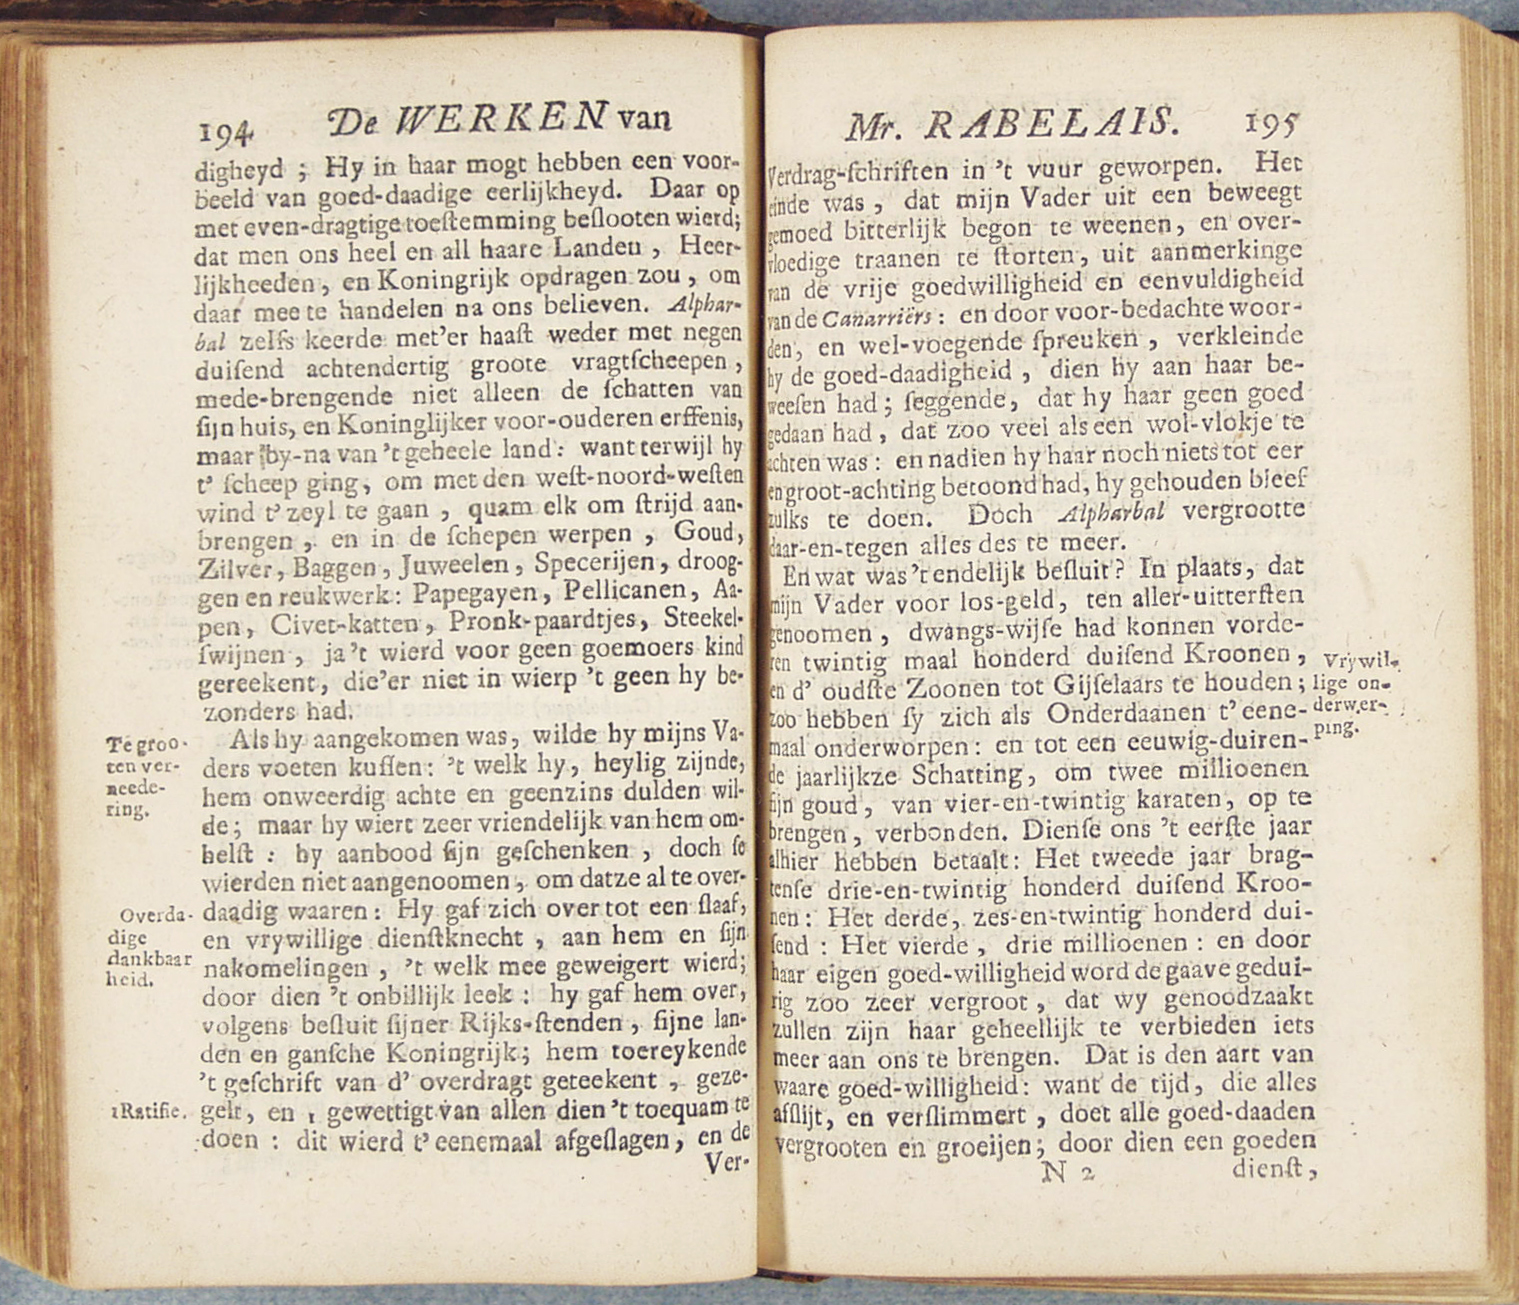 194 De WERKEN van
digheyd ; Hy in haar mogt hebben een voor-
beeld van goed-daadige eerlijkheyd. Daar op
met even-dragtige toeſtemming beſlooten wierd;
dat men ons heel en all haare Landen , Heer-
lijkheeden, en Koningrijk opdragen zou , om
daar mee te handelen na ons believen. Alphar-
bal zelfs keerde met'er haaſt weder met negen
duiſend achtendertig groote vragtſcheepen ,
mede-brengende niet alleen de ſchatten van
ſijn huis, en Koninglijker voor-ouderen erffenis,
maar by-na van 't geheele land : want terwijl hy
t' ſcheep ging, om met den weſt-noord-weſten
wind t' zeyl te gaan , quam elk om ſtrijd aan-
brengen , en in de ſchepen werpen , Goud,
Zilver, Baggen, Juweelen, Specerijen, droog-
gen en reukwerk: Papegayen, Pellicanen, Aa-
pen, Civet-katten, Pronk-paardtjes, Steekel-
ſwijnen, ja 't wierd voor geen goemoers kind
gereekent, die'er niet in wierp 't geen hy be-
zonders had.
Te groo-
ten ver-
neede-
ring.
Als hy aangekomen was, wilde hy mijns Va-
ders voeten kuſſen: 't welk hy, heylig zijnde,
hem onweerdig achte en geenzins dulden wil-
de; maar hy wiert zeer vriendelijk van hem om-
helſt : hy aanbood ſijn geſchenken , doch ſe
wierden niet aangenoomen, om datze al te over-
daadig waaren: Hy gaf zich over tot een ſlaaf,
en vrywillige dienſtknecht , aan hem en ſijn
nakomelingen , 't welk mee geweigert wierd;
door dien 't onbillijk leek : hy gaf hem over,
volgens beſluit ſijner Rijks-ſtenden, ſijne lan-
den en ganſche Koningrijk; hem toereykende
't geſchrift van d' overdragt geteekent , geze-
gelt, en 1 gewettigt van allen dien 't toequam te
doen : dit wierd t' eenemaal afgeſlagen, en de
Ver-
Overda-
dige
dankbaar
heid.
1 Ratifie.
Mr. RABELAIS. 195
Verdrag-ſchriften in 't vuur geworpen. Het
einde was , dat mijn Vader uit een beweegt
gemoed bitterlijk begon te weenen, en over-
vloedige traanen te ſtorten, uit aanmerkinge
van de vrije goedwilligheid en eenvuldigheid
van de Canarriërs : en door voor-bedachte woor-
den, en wel-voegende ſpreuken , verkleinde
hy de goed-daadigheid , dien hy aan haar be-
weeſen had; ſeggende, dat hy haar geen goed
gedaan had , dat zoo veel als een wol-vlokje te
achten was : en nadien hy haar noch niets tot eer
en groot-achting betoond had, hy gehouden bleef
zulks te doen. Doch Alpharbal vergrootte
daar-en-tegen alles des te meer.
En wat was 't endelijk beſluit? In plaats, dat
mijn Vader voor los-geld, ten aller-uitterſten
genoomen , dwangs-wijſe had konnen vorde-
ren twintig maal honderd duiſend Kroonen ,
en d' oudſte Zoonen tot Gijſelaars te houden;
zoo hebben ſy zich als Onderdaanen t' eene-
maal onderworpen: en tot een eeuwig-duiren-
de jaarlijkze Schatting, om twee millioenen
fijn goud, van vier-en-twintig karaten, op te
brengen, verbonden. Dienſe ons 't eerſte jaar
alhier hebben betaalt: Het tweede jaar brag-
tenſe drie-en-twintig honderd duiſend Kroo-
nen: Het derde, zes-en-twintig honderd dui-
ſend : Het vierde , drie millioenen : en door
haar eigen goed-willigheid word de gaave gedui-
rig zoo zeer vergroot, dat wy genoodzaakt
zullen zijn haar geheellijk te verbieden iets
meer aan ons te brengen. Dat is den aart van
waare goed-willigheid: want de tijd, die alles
afſlijt, en verſlimmert , doet alle goed-daaden
vergrooten en groeijen; door dien een goeden
N 2 dienſt,
Vrywil-
lige on-
derwer-
ping.